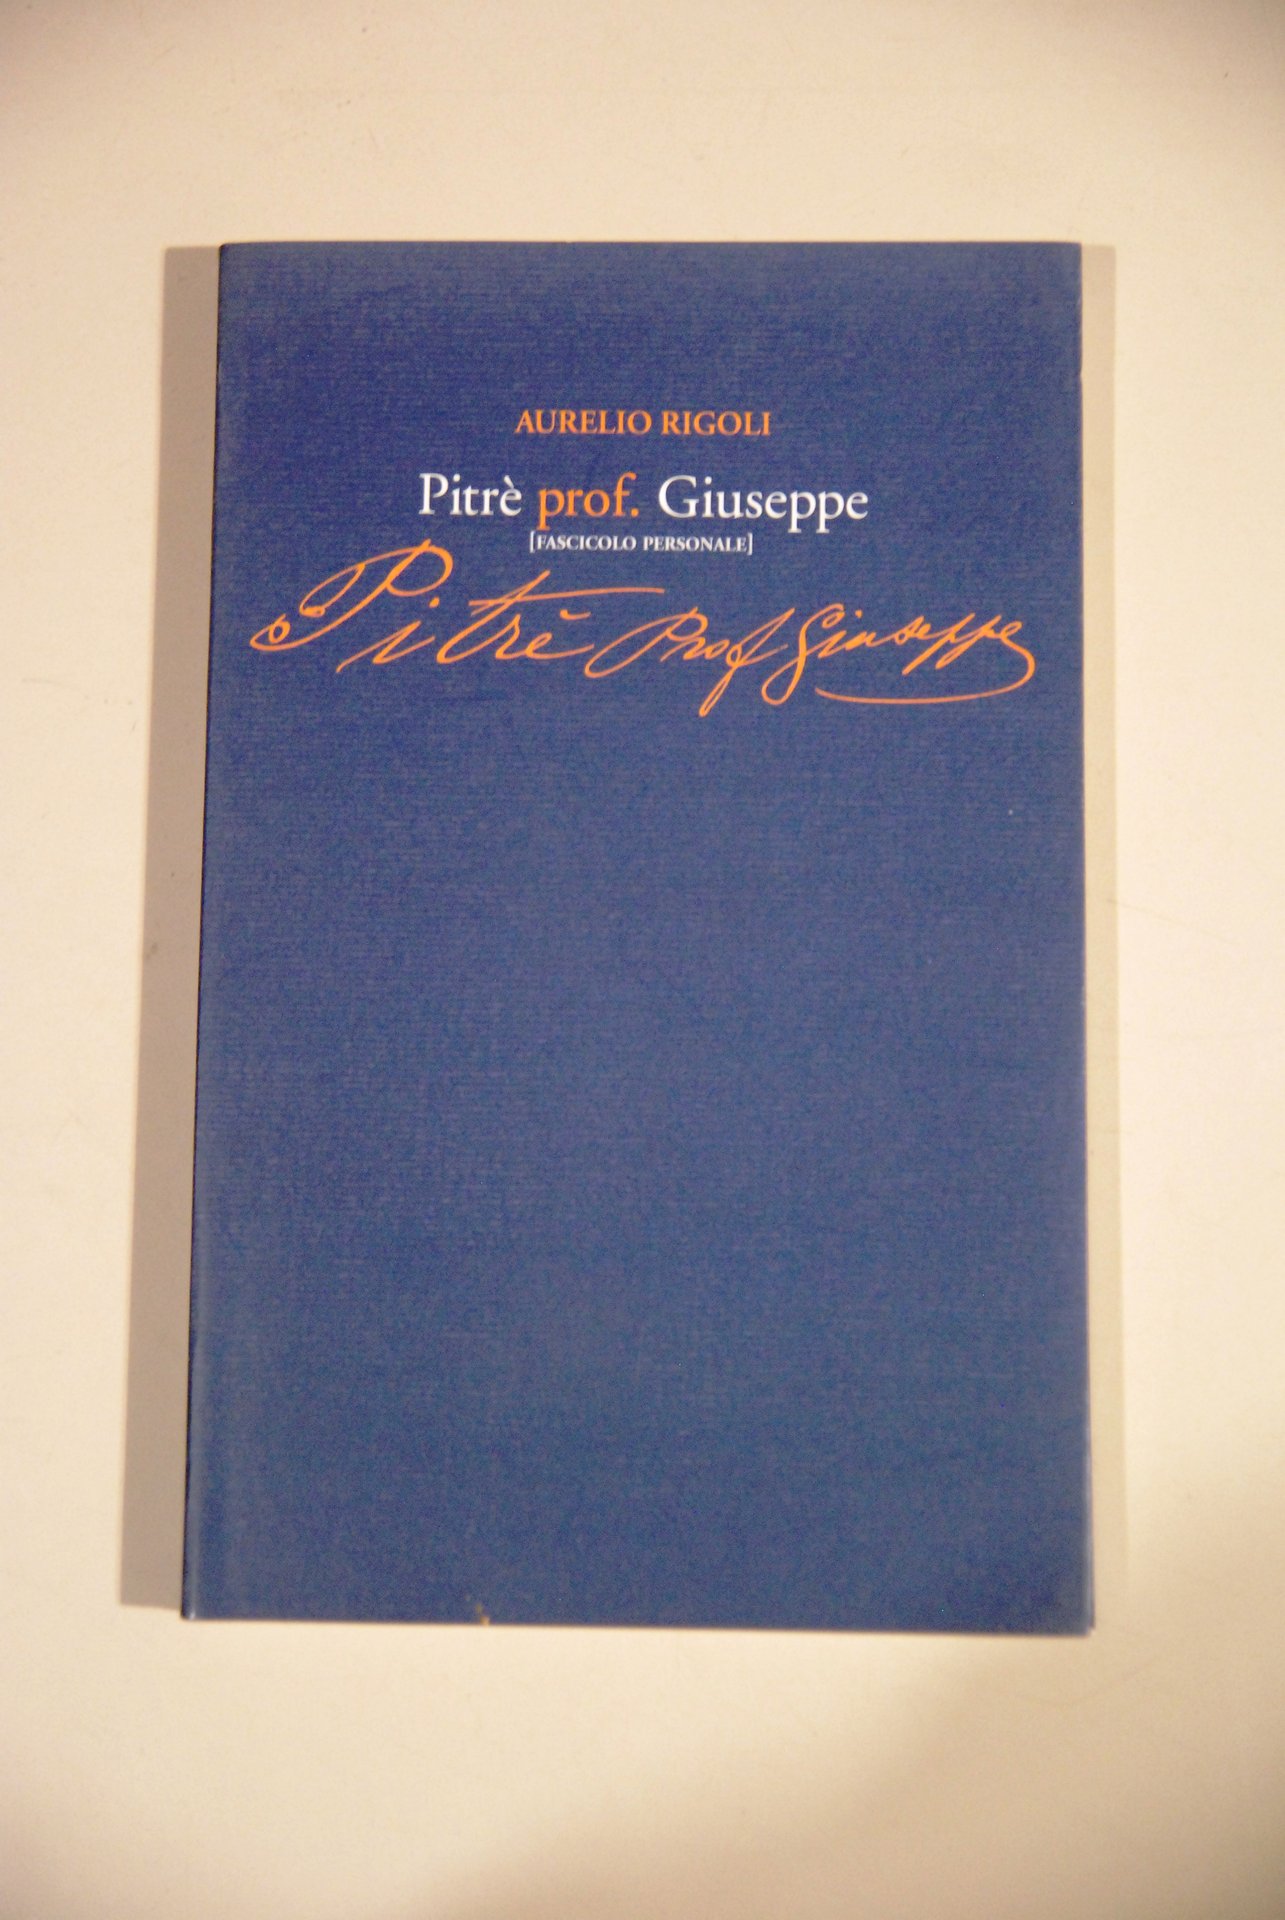 AURELIO RIGOLI
Pitrè prof. Giuseppe
[FASCICOLO PERSONALE]
Pitrè Prof Giuseppe